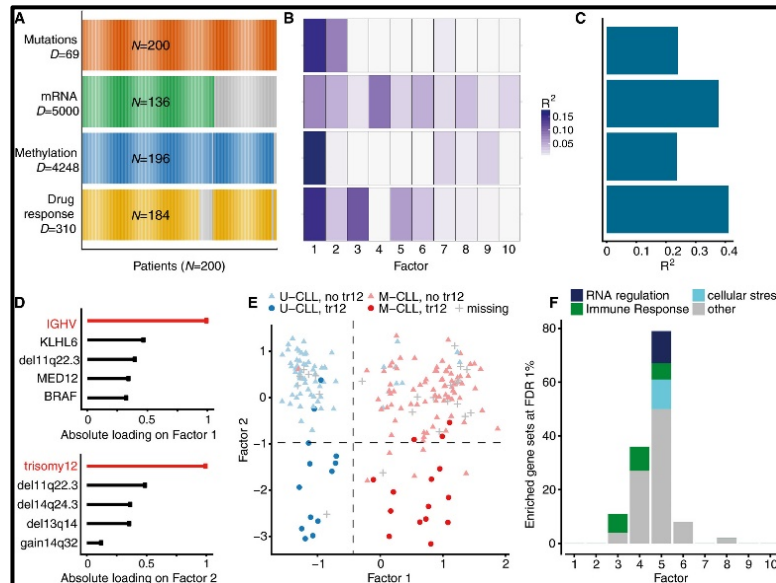 A
Mutations
D=69
N=200
mRNA
D=5000
N=136
Methylation
D=4248
N=196
Drug
response
D=310
N=184
Patients (N=200)
B
R2
0.15
0.10
0.05
1 2 3 4 5 6 7 8 9 10
Factor
C
0 0.1 0.2 0.3 0.4
R2
D
IGHV
KLHL6
del11q22.3
MED12
BRAF
0 0.5 1
Absolute loading on Factor 1
trisomy12
del11q22.3
del14q24.3
del13q14
gain14q32
0 0.5 1
Absolute loading on Factor 2
E
U−CLL, no tr12 M−CLL, no tr12
U−CLL, tr12 M−CLL, tr12 missing
Factor 2
1
0
−1
−2
−3
−1 0 1 2
Factor 1
F
RNA regulation cellular stres
Immune Response other
Enriched gene sets at FDR 1%
80
60
40
20
0
1 2 3 4 5 6 7 8 9 10
Factor